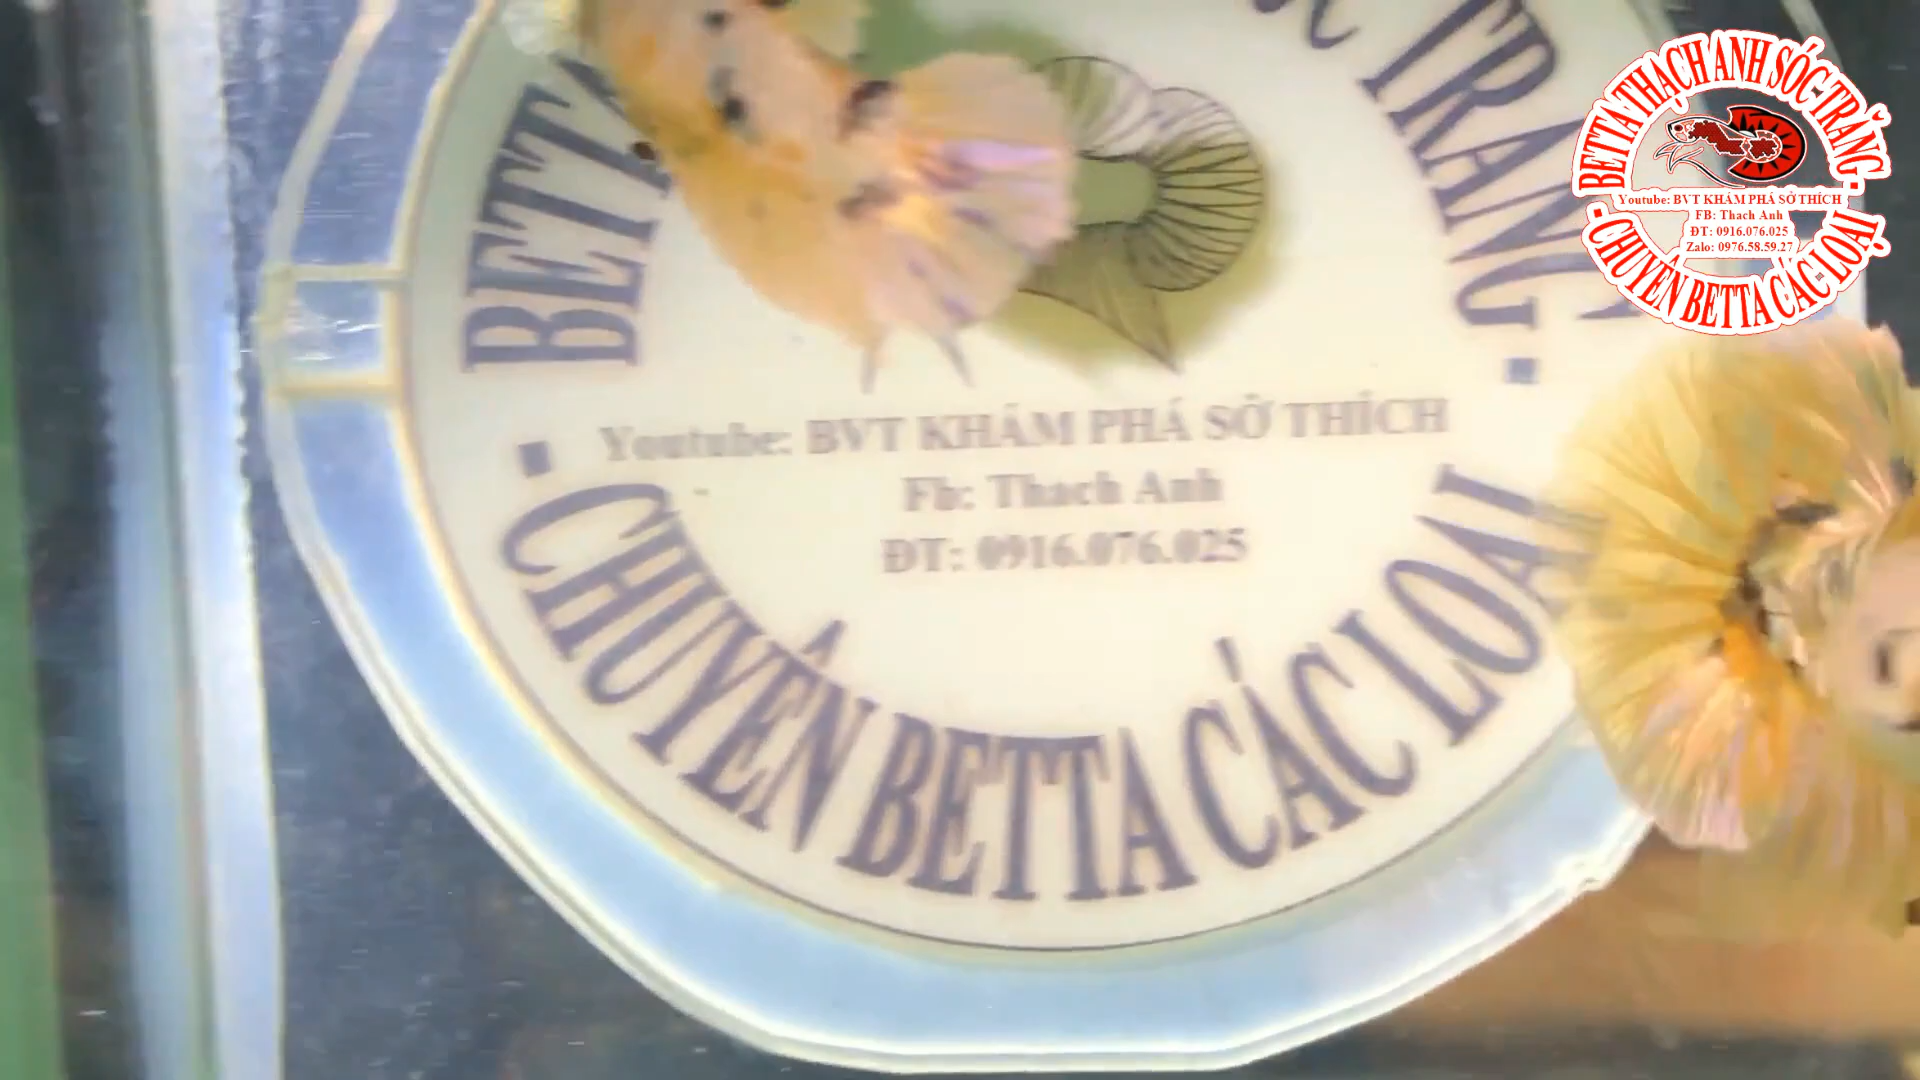 BETTA
TRĂNG
Youtube: BVT KHÁM PHÁ SỞ THÍCH
Fb: Thach Anh
ĐT: 0916.076.025
CHUYÊN BETTA CÁC LOẠI
BETTA THẠCH ANH SÓC TRĂNG
Youtube: BVT KHÁM PHÁ SỞ THÍCH
FB: Thach Anh
ĐT: 0916.076.025
Zalo: 0976.58.59.27
CHUYÊN BETTA CÁC LOẠI